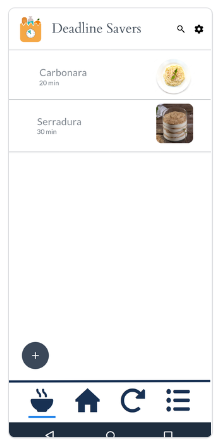 Deadline Savers
Carbonara
20 min
Serradura
30 min
+